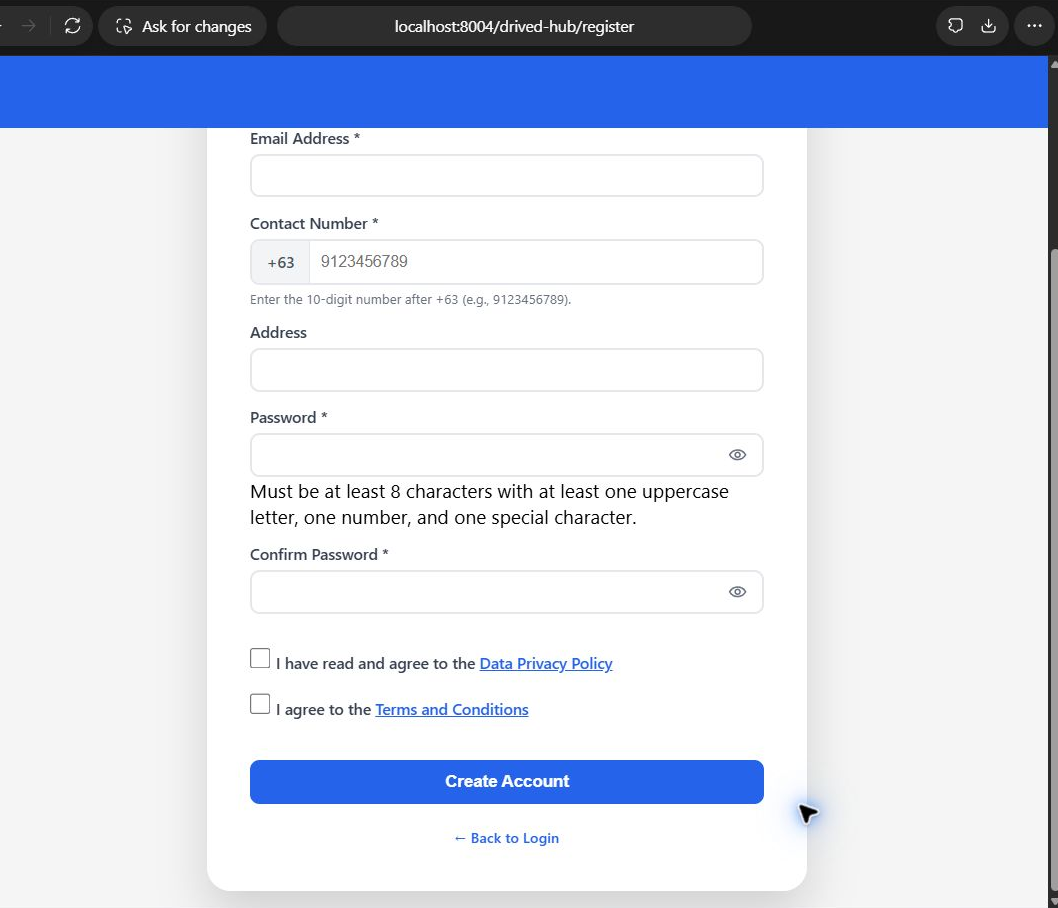 Ask for changes
localhost:8004/drived-hub/register
Email Address *
Contact Number *
+63 9123456789
Enter the 10-digit number after +63 (e.g., 9123456789).
Address
Password *
Must be at least 8 characters with at least one uppercase
letter, one number, and one special character.
Confirm Password *
I have read and agree to the Data Privacy Policy
I agree to the Terms and Conditions
Create Account
← Back to Login